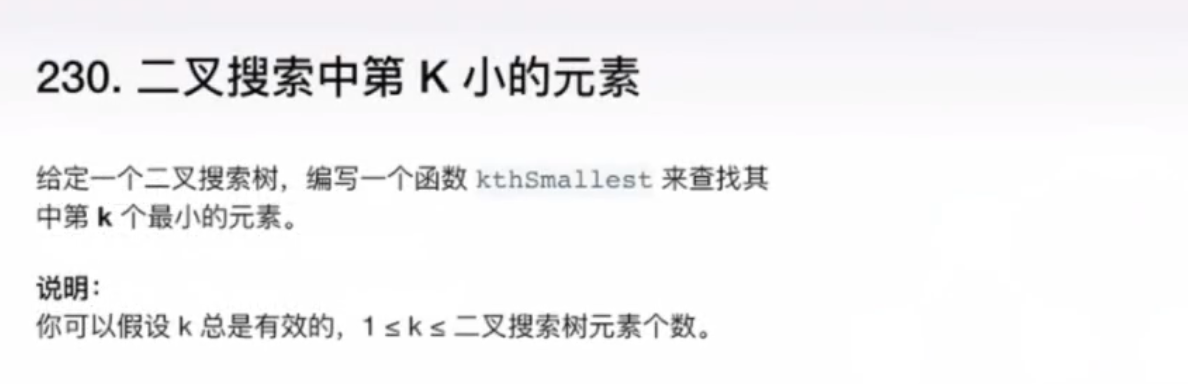 230. 二叉搜索中第 K 小的元素
给定一个二叉搜索树，编写一个函数 kthSmallest 来查找其
中第 k 个最小的元素。
说明：
你可以假设 k 总是有效的，1 ≤ k ≤ 二叉搜索树元素个数。